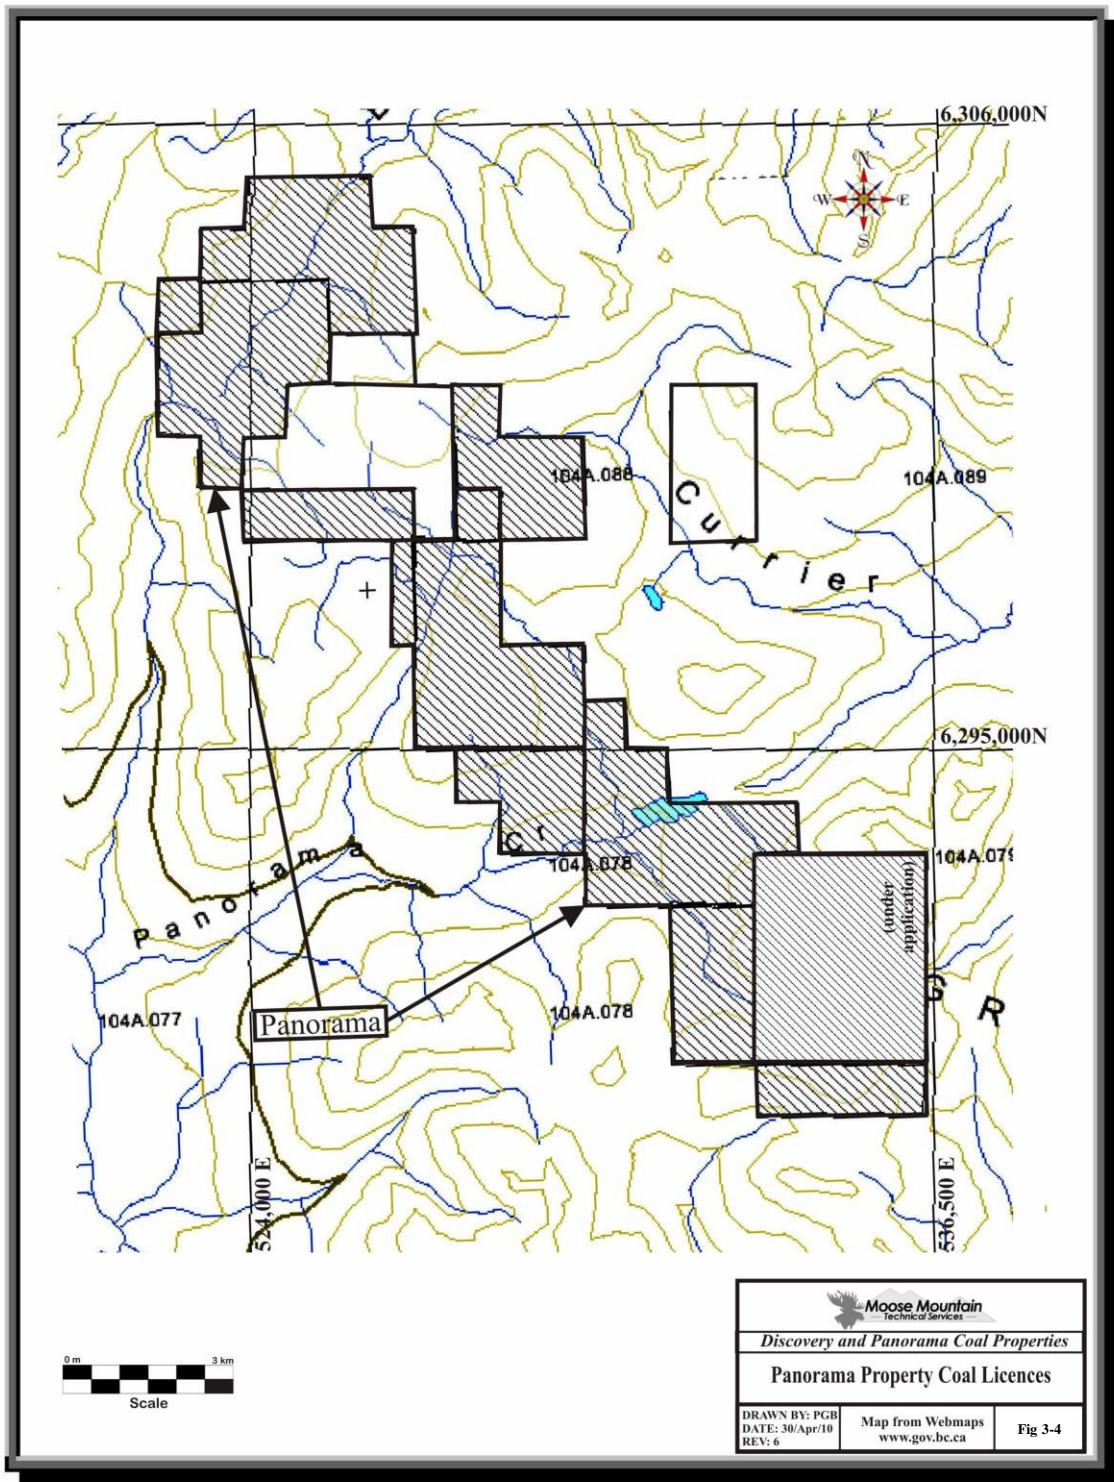 6,306,000N
N
W E
S
104A.088
104A.089
Currier
6,295,000N
Cr
104A.078
104A.079
Panorama
(under
application)
G R
104A.077
104A.078
Panorama
524,000 E
536,500 E
Moose Mountain
Technical Services
Discovery and Panorama Coal Properties
Panorama Property Coal Licences
0 m 3 km
Scale
DRAWN BY: PGB
DATE: 30/Apr/10
REV: 6
Map from Webmaps
www.gov.bc.ca
Fig 3-4